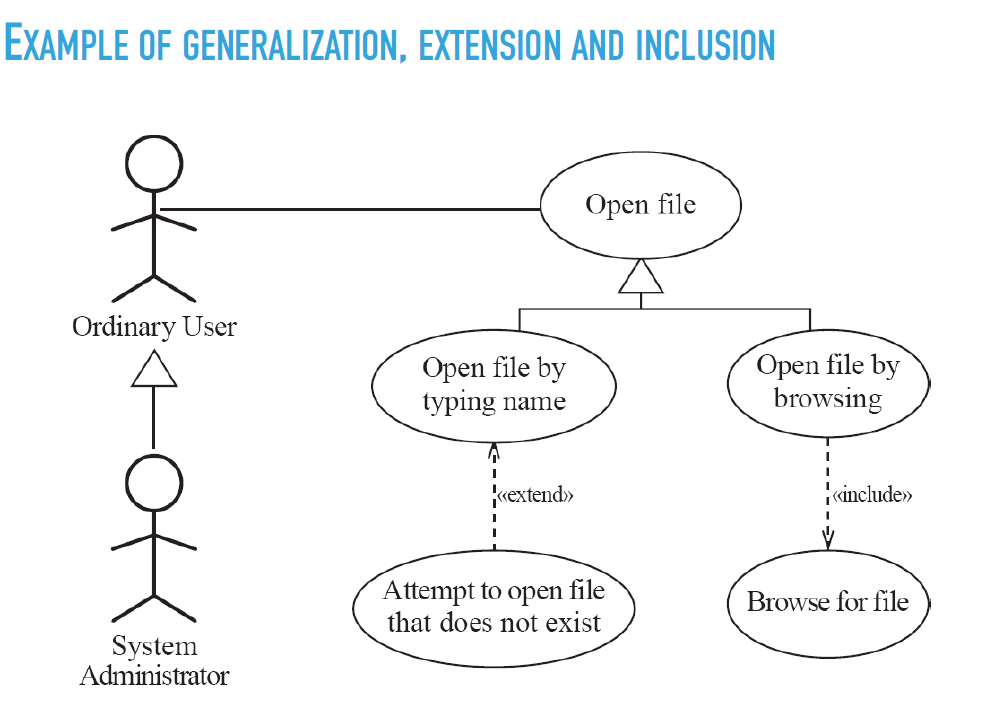 EXAMPLE OF GENERALIZATION, EXTENSION AND INCLUSION
Open file
Ordinary User
Open file by
typing name
Open file by
browsing
«extend»
«include»
Attempt to open file
that does not exist
Browse for file
System
Administrator